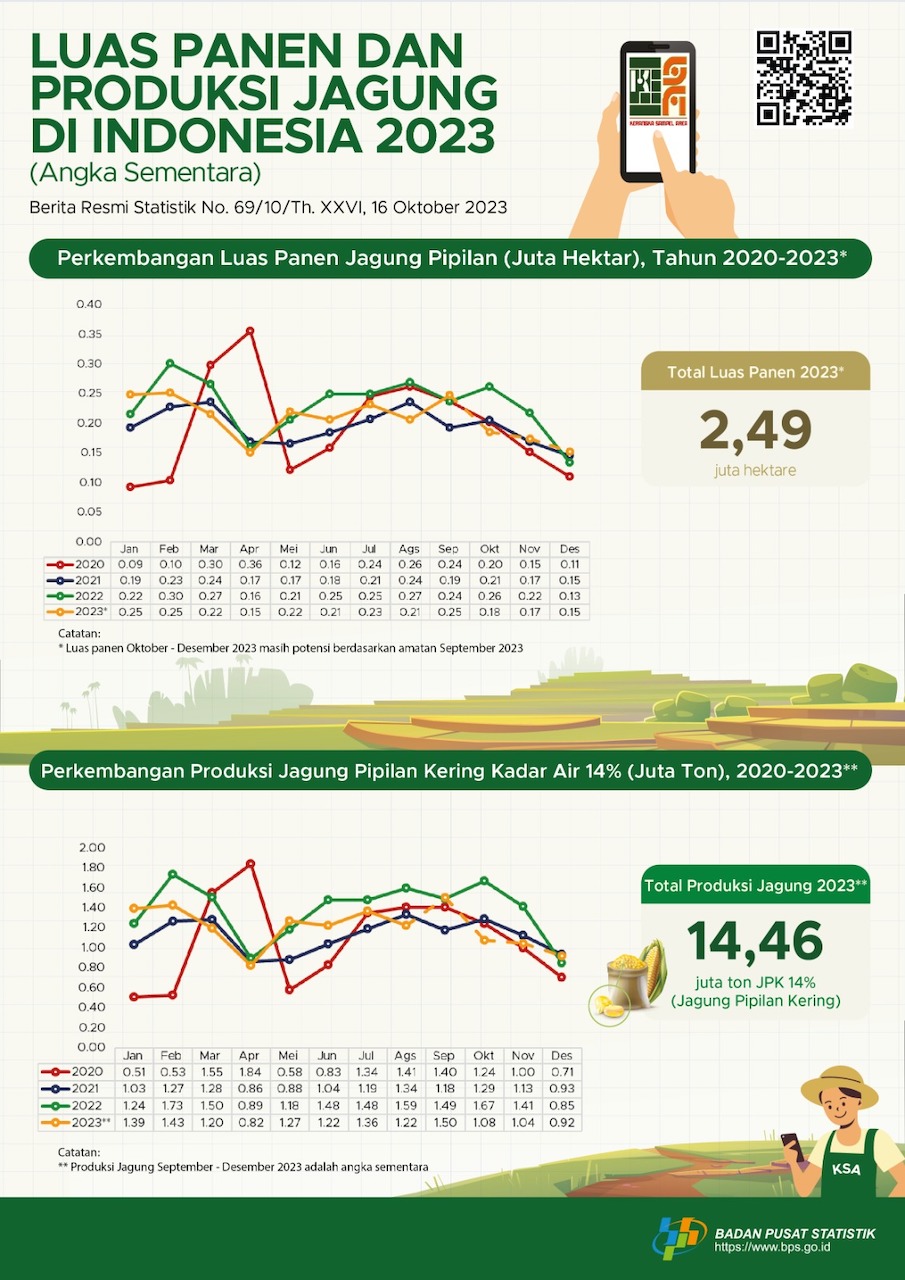 LUAS PANEN DAN
PRODUKSI JAGUNG
DI INDONESIA 2023
(Angka Sementara)
Berita Resmi Statistik No. 69/10/Th. XXVI, 16 Oktober 2023
KERANGKA SAMPEL AREA
Perkembangan Luas Panen Jagung Pipilan (Juta Hektar), Tahun 2020-2023*
0.40
0.35
0.30
0.25
0.20
0.15
0.10
0.05
0.00
Jan Feb Mar Apr Mei Jun Jul Ags Sep Okt Nov Des
2020 0.09 0.10 0.30 0.36 0.12 0.16 0.24 0.26 0.24 0.20 0.15 0.11
2021 0.19 0.23 0.24 0.17 0.17 0.18 0.21 0.24 0.19 0.21 0.17 0.15
2022 0.22 0.30 0.27 0.16 0.21 0.25 0.25 0.27 0.24 0.26 0.22 0.13
2023* 0.25 0.25 0.22 0.15 0.22 0.21 0.23 0.21 0.25 0.18 0.17 0.15
Total Luas Panen 2023*
2,49
juta hektare
Catatan:
* Luas panen Oktober - Desember 2023 masih potensi berdasarkan amatan September 2023
Perkembangan Produksi Jagung Pipilan Kering Kadar Air 14% (Juta Ton), 2020-2023**
2.00
1.80
1.60
1.40
1.20
1.00
0.80
0.60
0.40
0.20
0.00
Jan Feb Mar Apr Mei Jun Jul Ags Sep Okt Nov Des
2020 0.51 0.53 1.55 1.84 0.58 0.83 1.34 1.41 1.40 1.24 1.00 0.71
2021 1.03 1.27 1.28 0.86 0.88 1.04 1.19 1.34 1.18 1.29 1.13 0.93
2022 1.24 1.73 1.50 0.89 1.18 1.48 1.48 1.59 1.49 1.67 1.41 0.85
2023** 1.39 1.43 1.20 0.82 1.27 1.22 1.36 1.22 1.50 1.08 1.04 0.92
Total Produksi Jagung 2023**
14,46
juta ton JPK 14%
(Jagung Pipilan Kering)
Catatan:
** Produksi Jagung September - Desember 2023 adalah angka sementara
KSA
BADAN PUSAT STATISTIK
https://www.bps.go.id